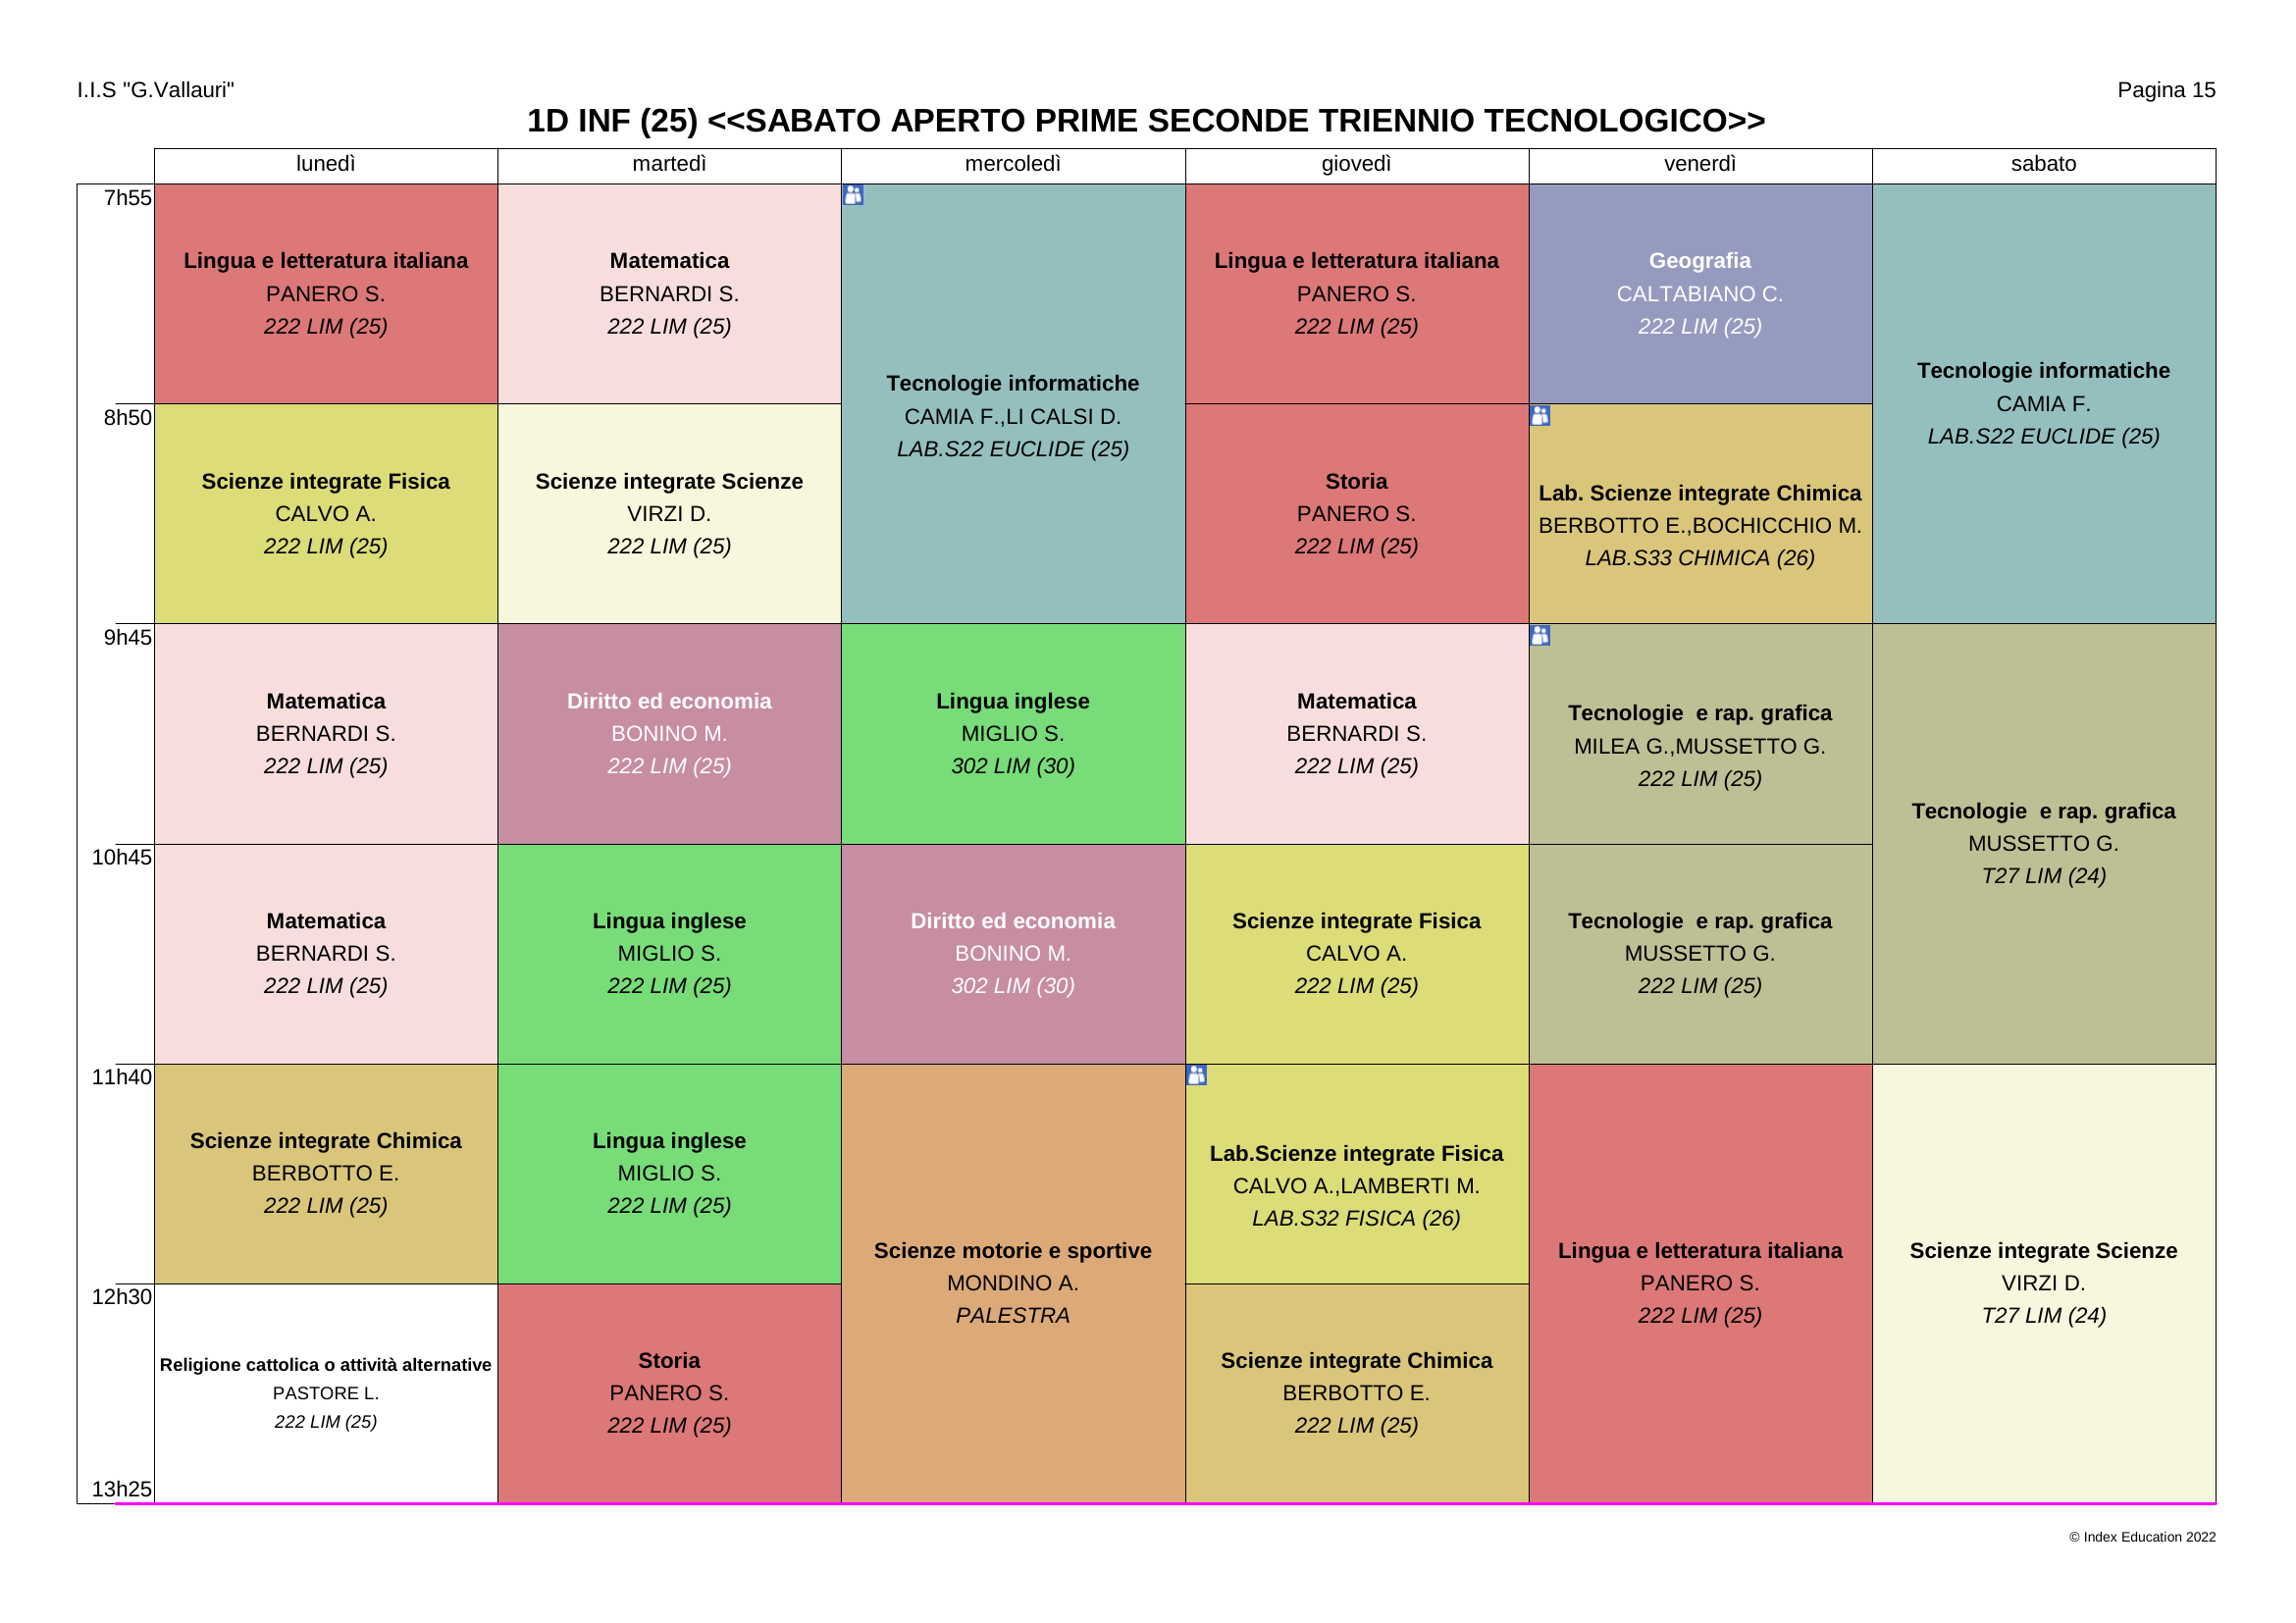 I.I.S "G.Vallauri"
Pagina 15
1D INF (25) <<SABATO APERTO PRIME SECONDE TRIENNIO TECNOLOGICO>>
lunedì martedì mercoledì giovedì venerdì sabato
7h55
Lingua e letteratura italiana
PANERO S.
222 LIM (25)
Matematica
BERNARDI S.
222 LIM (25)
Tecnologie informatiche
CAMIA F.,LI CALSI D.
LAB.S22 EUCLIDE (25)
Lingua e letteratura italiana
PANERO S.
222 LIM (25)
Geografia
CALTABIANO C.
222 LIM (25)
Tecnologie informatiche
CAMIA F.
LAB.S22 EUCLIDE (25)
8h50
Scienze integrate Fisica
CALVO A.
222 LIM (25)
Scienze integrate Scienze
VIRZI D.
222 LIM (25)
Storia
PANERO S.
222 LIM (25)
Lab. Scienze integrate Chimica
BERBOTTO E.,BOCHICCHIO M.
LAB.S33 CHIMICA (26)
9h45
Matematica
BERNARDI S.
222 LIM (25)
Diritto ed economia
BONINO M.
222 LIM (25)
Lingua inglese
MIGLIO S.
302 LIM (30)
Matematica
BERNARDI S.
222 LIM (25)
Tecnologie  e rap. grafica
MILEA G.,MUSSETTO G.
222 LIM (25)
Tecnologie  e rap. grafica
MUSSETTO G.
T27 LIM (24)
10h45
Matematica
BERNARDI S.
222 LIM (25)
Lingua inglese
MIGLIO S.
222 LIM (25)
Diritto ed economia
BONINO M.
302 LIM (30)
Scienze integrate Fisica
CALVO A.
222 LIM (25)
Tecnologie  e rap. grafica
MUSSETTO G.
222 LIM (25)
11h40
Scienze integrate Chimica
BERBOTTO E.
222 LIM (25)
Lingua inglese
MIGLIO S.
222 LIM (25)
Scienze motorie e sportive
MONDINO A.
PALESTRA
Lab.Scienze integrate Fisica
CALVO A.,LAMBERTI M.
LAB.S32 FISICA (26)
Lingua e letteratura italiana
PANERO S.
222 LIM (25)
Scienze integrate Scienze
VIRZI D.
T27 LIM (24)
12h30
Religione cattolica o attività alternative
PASTORE L.
222 LIM (25)
Storia
PANERO S.
222 LIM (25)
Scienze integrate Chimica
BERBOTTO E.
222 LIM (25)
13h25
© Index Education 2022